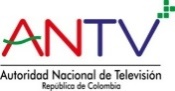 ANTV
Autoridad Nacional de Televisión
República de Colombia